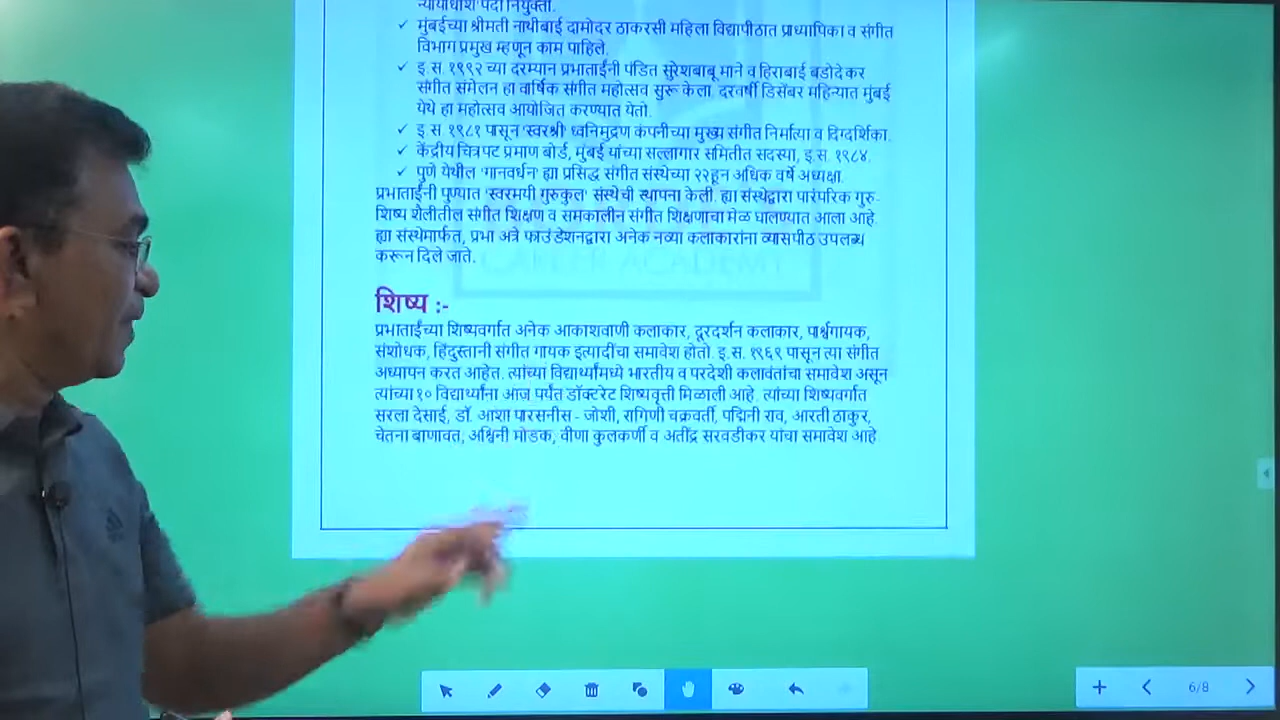 न्यायाधीश पदी नियुक्ती.
✓ मुंबईच्या श्रीमती नाथीबाई दामोदर ठाकरसी महिला विद्यापीठात प्राध्यापिका व संगीत
विभाग प्रमुख म्हणून काम पाहिले.
✓ इ.स. १९९२ च्या दरम्यान प्रभाताईंनी पंडित सुरेशबाबू माने व हिराबाई बडोदेकर
संगीत संमेलन हा वार्षिक संगीत महोत्सव सुरू केला. दरवर्षी डिसेंबर महिन्यात मुंबई
येथे हा महोत्सव आयोजित करण्यात येतो.
✓ इ.स. १९८१ पासून 'स्वरश्री' ध्वनिमुद्रण कंपनीच्या मुख्य संगीत निर्मात्या व दिग्दर्शिका.
✓ केंद्रीय चित्रपट प्रमाण बोर्ड, मुंबई यांच्या सल्लागार समितीत सदस्या, इ.स. १९८४.
✓ पुणे येथील 'गानवर्धन' ह्या प्रसिद्ध संगीत संस्थेच्या २२हून अधिक वर्षे अध्यक्षा.
प्रभाताईंनी पुण्यात 'स्वरमयी गुरुकुल' संस्थेची स्थापना केली. ह्या संस्थेद्वारा पारंपरिक गुरु-
शिष्य शैलीतील संगीत शिक्षण व समकालीन संगीत शिक्षणाचा मेळ घालण्यात आला आहे.
ह्या संस्थेमार्फत, प्रभा अत्रे फाउंडेशनद्वारा अनेक नव्या कलाकारांना व्यासपीठ उपलब्ध
करून दिले जाते.
शिष्य :-
प्रभाताईंच्या शिष्यवर्गात अनेक आकाशवाणी कलाकार, दूरदर्शन कलाकार, पार्श्वगायक,
संशोधक, हिंदुस्तानी संगीत गायक इत्यादींचा समावेश होतो. इ.स. १९६९ पासून त्या संगीत
अध्यापन करत आहेत. त्यांच्या विद्यार्थ्यांमध्ये भारतीय व परदेशी कलावंतांचा समावेश असून
त्यांच्या १० विद्यार्थ्यांना आज पर्यंत डॉक्टरेट शिष्यवृत्ती मिळाली आहे. त्यांच्या शिष्यवर्गात
सरला देसाई, डॉ. आशा पारसनीस - जोशी, रागिणी चक्रवर्ती, पद्मिनी राव, आरती ठाकुर,
चेतना बाणावत, अश्विनी मोडक, वीणा कुलकर्णी व अतींद्र सरवडीकर यांचा समावेश आहे
6/8